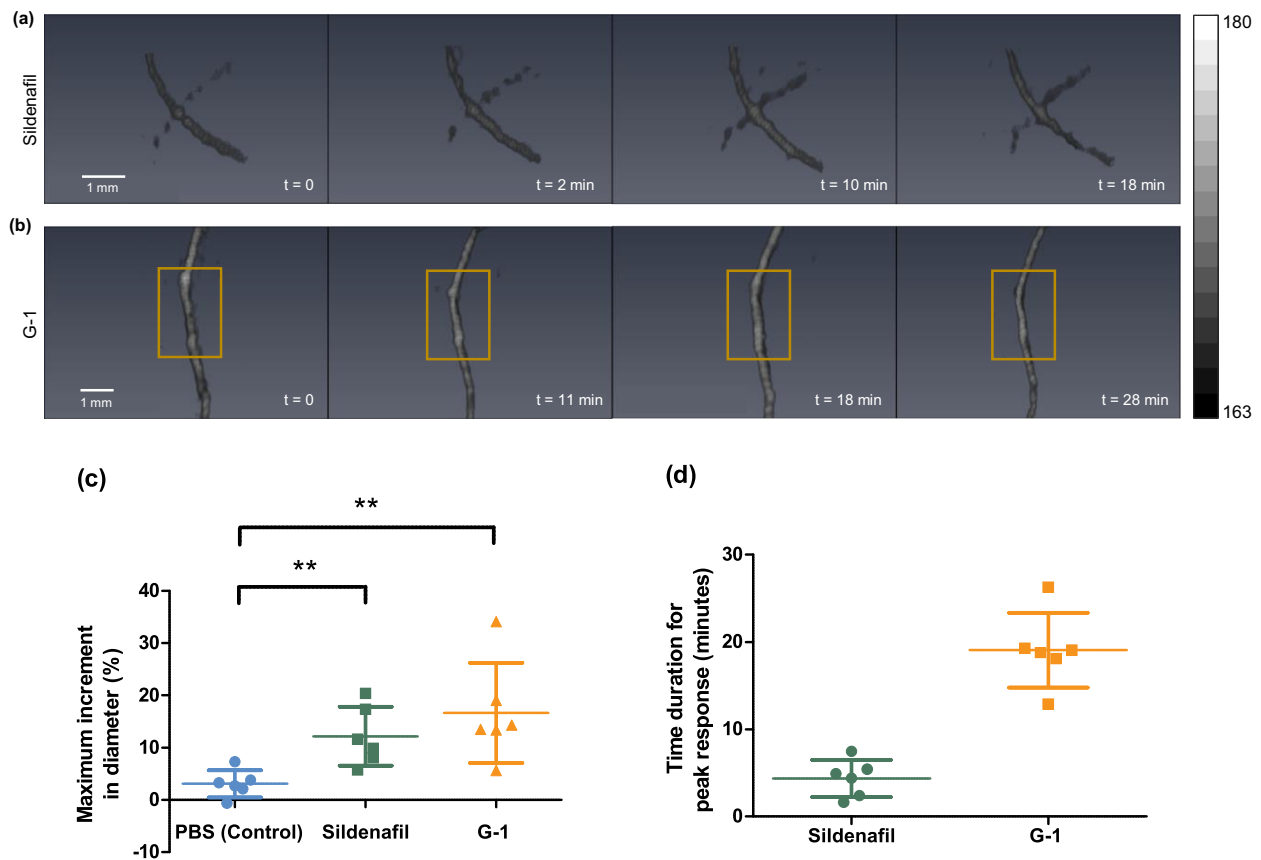 (a)
Sildenafil
1 mm
t = 0
t = 2 min
t = 10 min
t = 18 min
180
(b)
G-1
1 mm
t = 0
t = 11 min
t = 18 min
t = 28 min
163
(c)
**
**
Maximum increment
in diameter (%)
40
30
20
10
0
-10
PBS (Control)
Sildenafil
G-1
(d)
Time duration for
peak response (minutes)
30
20
10
0
Sildenafil
G-1